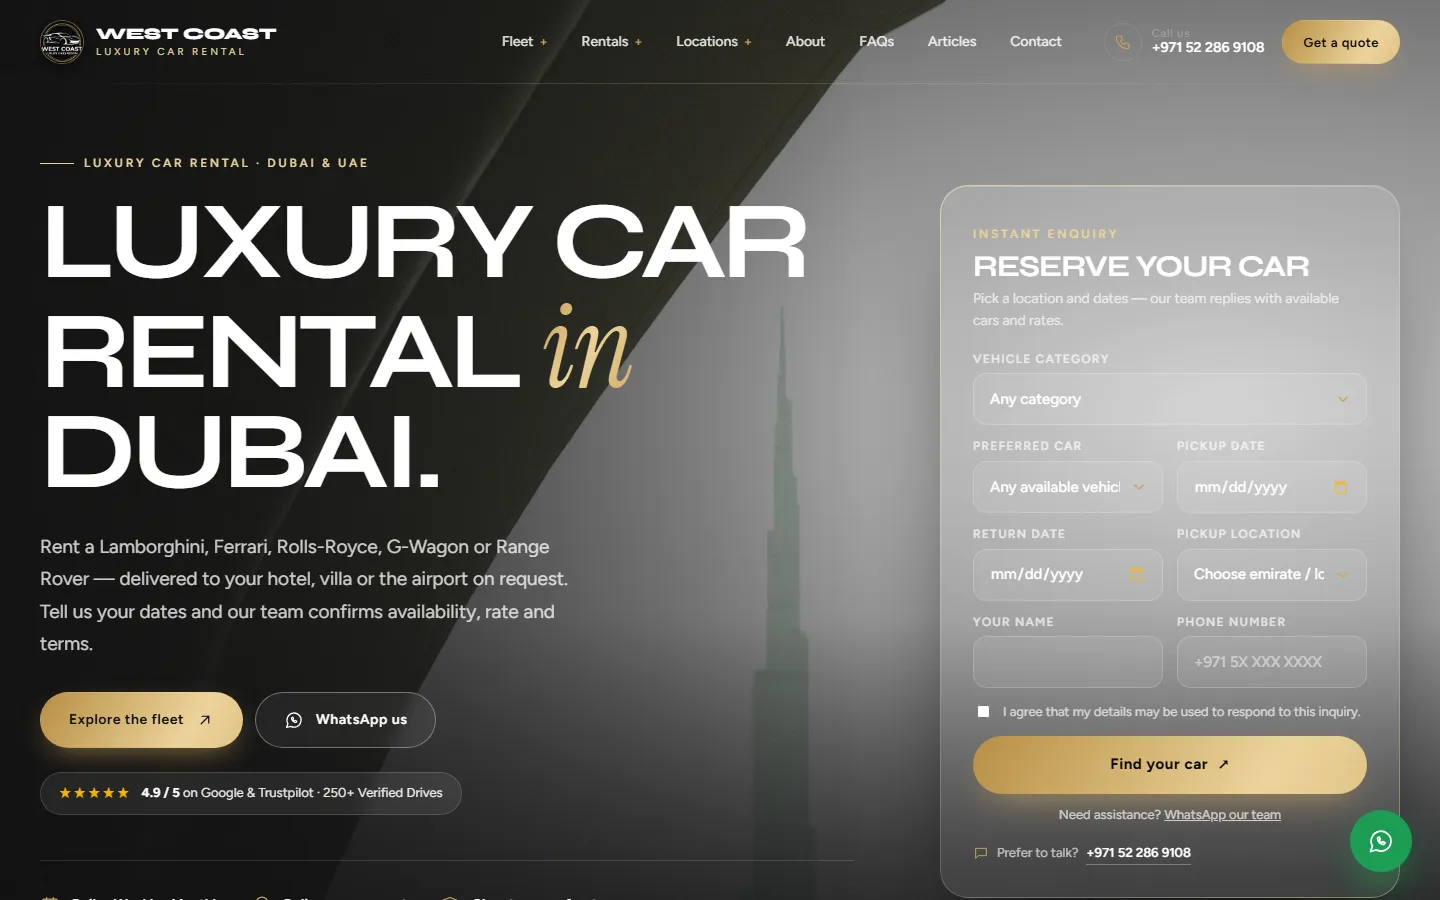 WEST COAST
LUXURY CAR RENTAL
Fleet +
Rentals +
Locations +
About
FAQs
Articles
Contact
Call us
+971 52 286 9108
Get a quote
LUXURY CAR RENTAL · DUBAI & UAE
LUXURY CAR
RENTAL in
DUBAI.
Rent a Lamborghini, Ferrari, Rolls-Royce, G-Wagon or Range
Rover — delivered to your hotel, villa or the airport on request.
Tell us your dates and our team confirms availability, rate and
terms.
Explore the fleet
WhatsApp us
★★★★★ 4.9 / 5 on Google & Trustpilot · 250+ Verified Drives
INSTANT ENQUIRY
RESERVE YOUR CAR
Pick a location and dates — our team replies with available
cars and rates.
VEHICLE CATEGORY
Any category
PREFERRED CAR
PICKUP DATE
Any available vehicl
mm/dd/yyyy
RETURN DATE
PICKUP LOCATION
mm/dd/yyyy
Choose emirate / lc
YOUR NAME
PHONE NUMBER
+971 5X XXX XXXX
I agree that my details may be used to respond to this inquiry.
Find your car ↗
Need assistance? WhatsApp our team
Prefer to talk? +971 52 286 9108